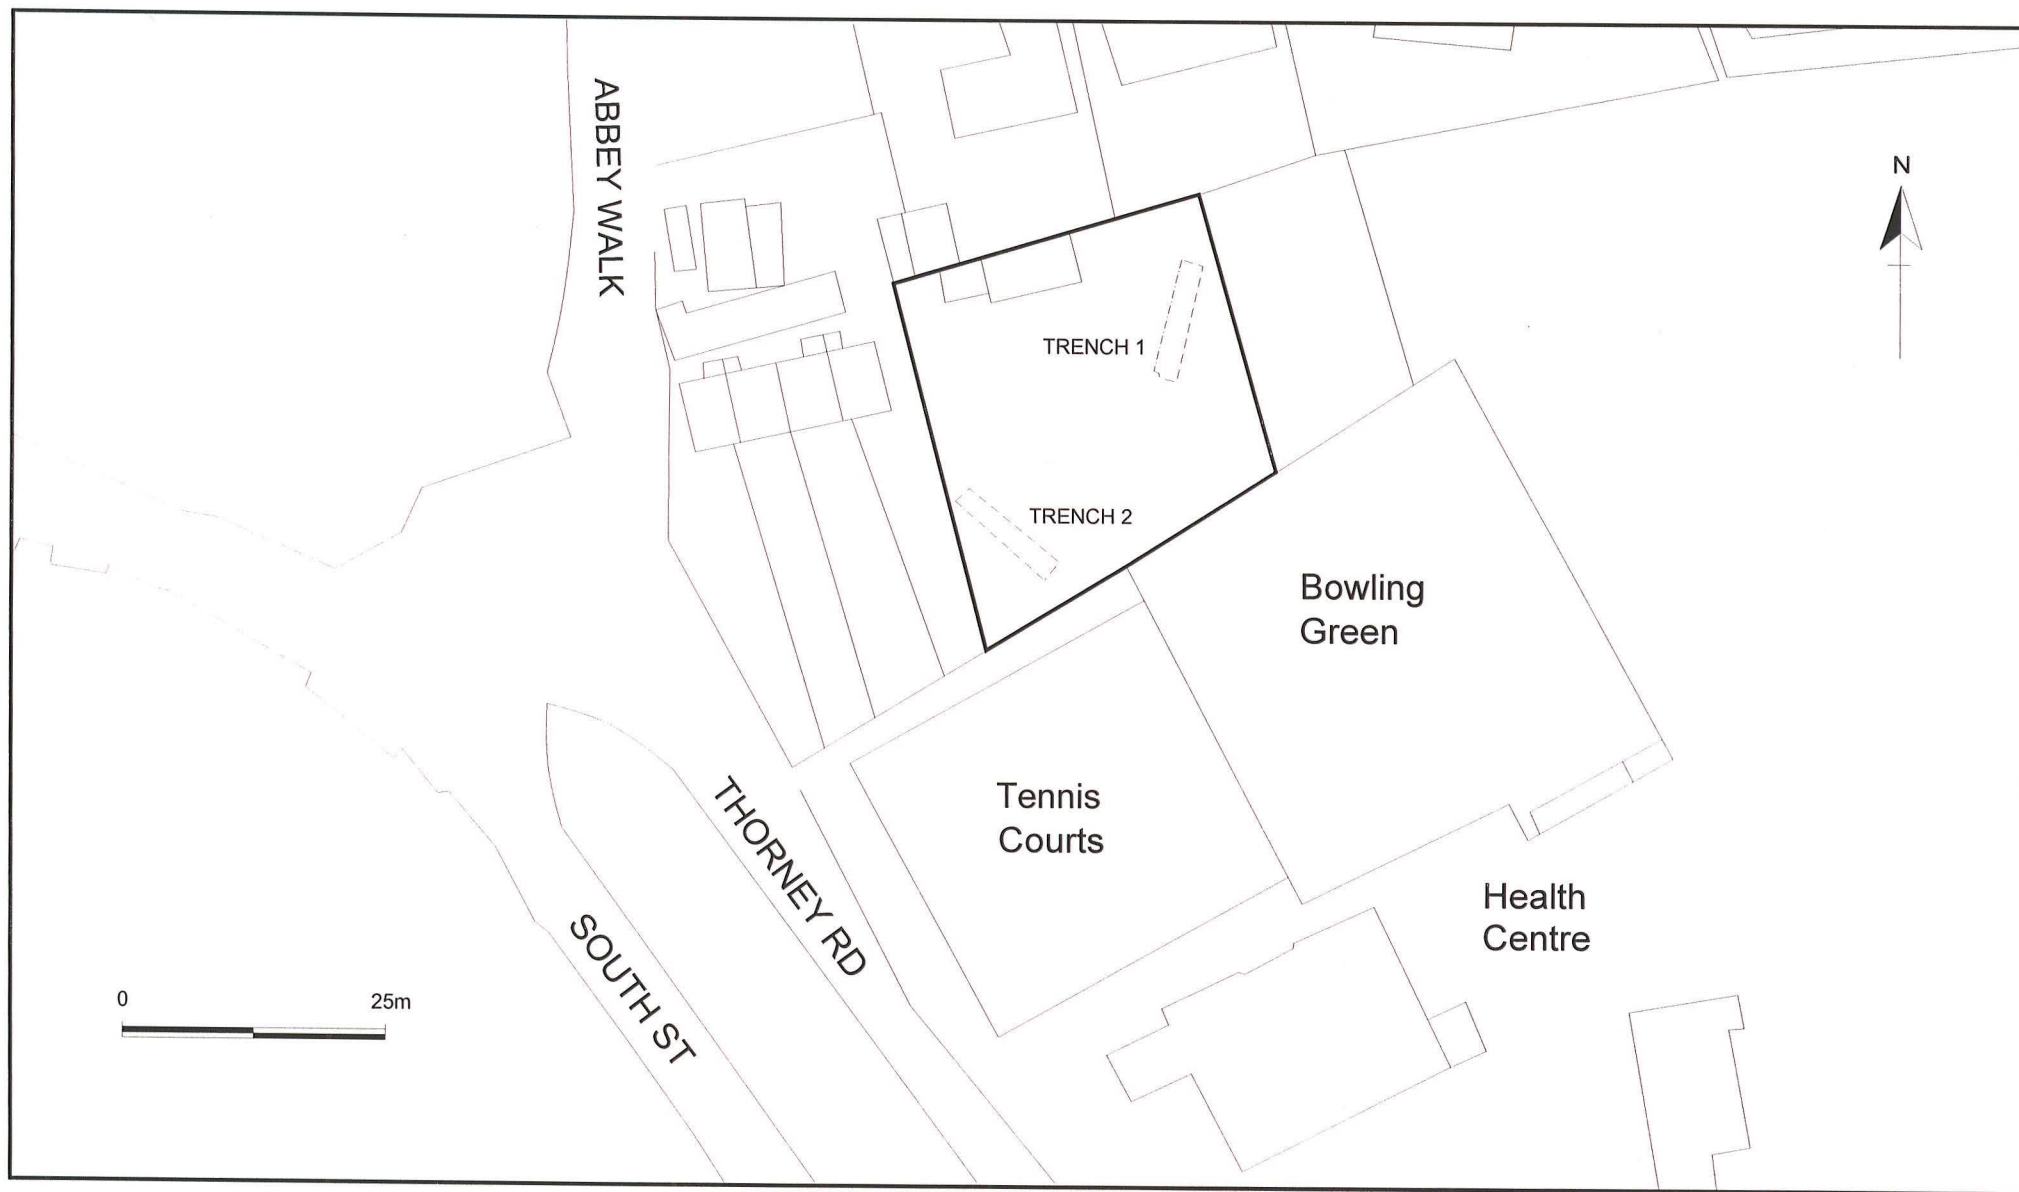 ABBEY WALK
N
TRENCH 1
TRENCH 2
Bowling
Green
Tennis
Courts
THORNEY RD
Health
Centre
SOUTH ST
0 25m